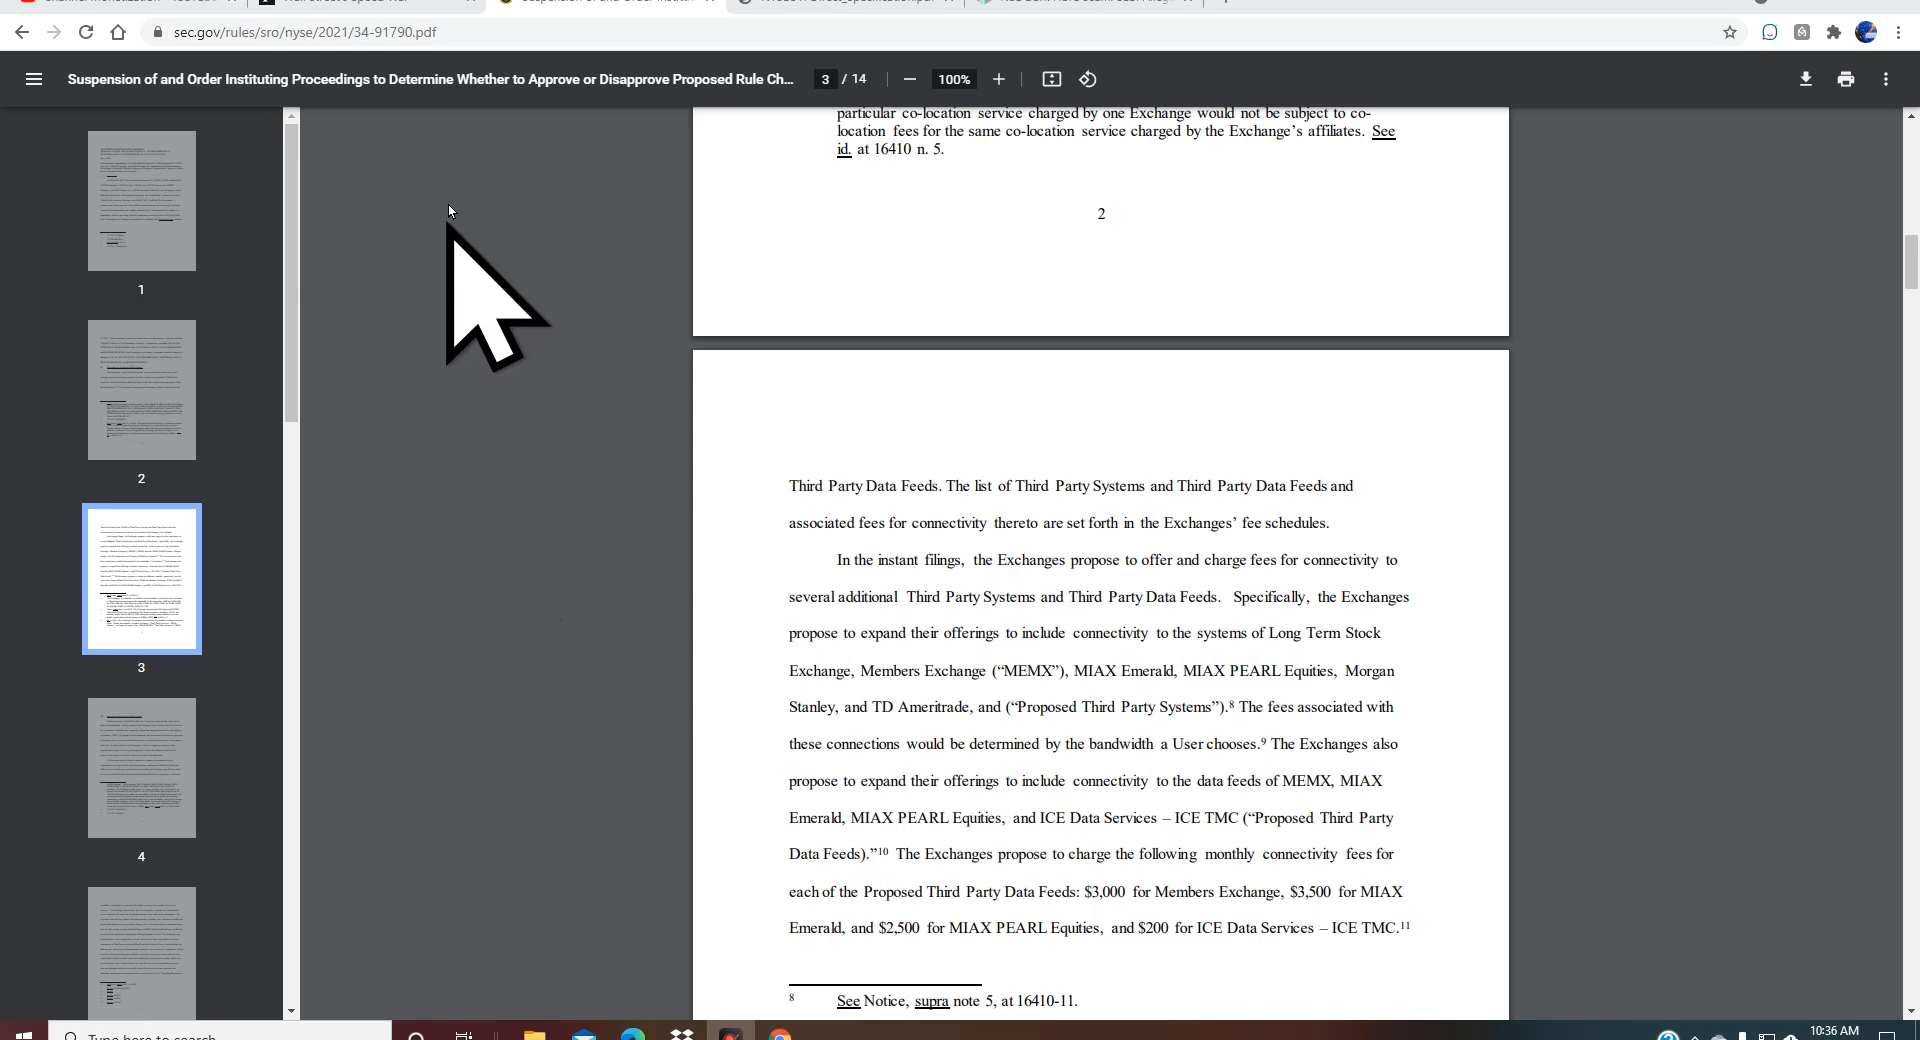 sec.gov/rules/sro/nyse/2021/34-91790.pdf
Suspension of and Order Instituting Proceedings to Determine Whether to Approve or Disapprove Proposed Rule Ch... 3 / 14 100%
particular co-location service charged by one Exchange would not be subject to co-
location fees for the same co-location service charged by the Exchange’s affiliates. See
id. at 16410 n. 5.
2
Third Party Data Feeds. The list of Third Party Systems and Third Party Data Feeds and
associated fees for connectivity thereto are set forth in the Exchanges’ fee schedules.
In the instant filings, the Exchanges propose to offer and charge fees for connectivity to
several additional Third Party Systems and Third Party Data Feeds. Specifically, the Exchanges
propose to expand their offerings to include connectivity to the systems of Long Term Stock
Exchange, Members Exchange (“MEMX”), MIAX Emerald, MIAX PEARL Equities, Morgan
Stanley, and TD Ameritrade, and (“Proposed Third Party Systems”).8 The fees associated with
these connections would be determined by the bandwidth a User chooses.9 The Exchanges also
propose to expand their offerings to include connectivity to the data feeds of MEMX, MIAX
Emerald, MIAX PEARL Equities, and ICE Data Services – ICE TMC (“Proposed Third Party
Data Feeds).”10 The Exchanges propose to charge the following monthly connectivity fees for
each of the Proposed Third Party Data Feeds: $3,000 for Members Exchange, $3,500 for MIAX
Emerald, and $2,500 for MIAX PEARL Equities, and $200 for ICE Data Services – ICE TMC.11
8 See Notice, supra note 5, at 16410-11.
1
2
3
4
Type here to search
10:36 AM